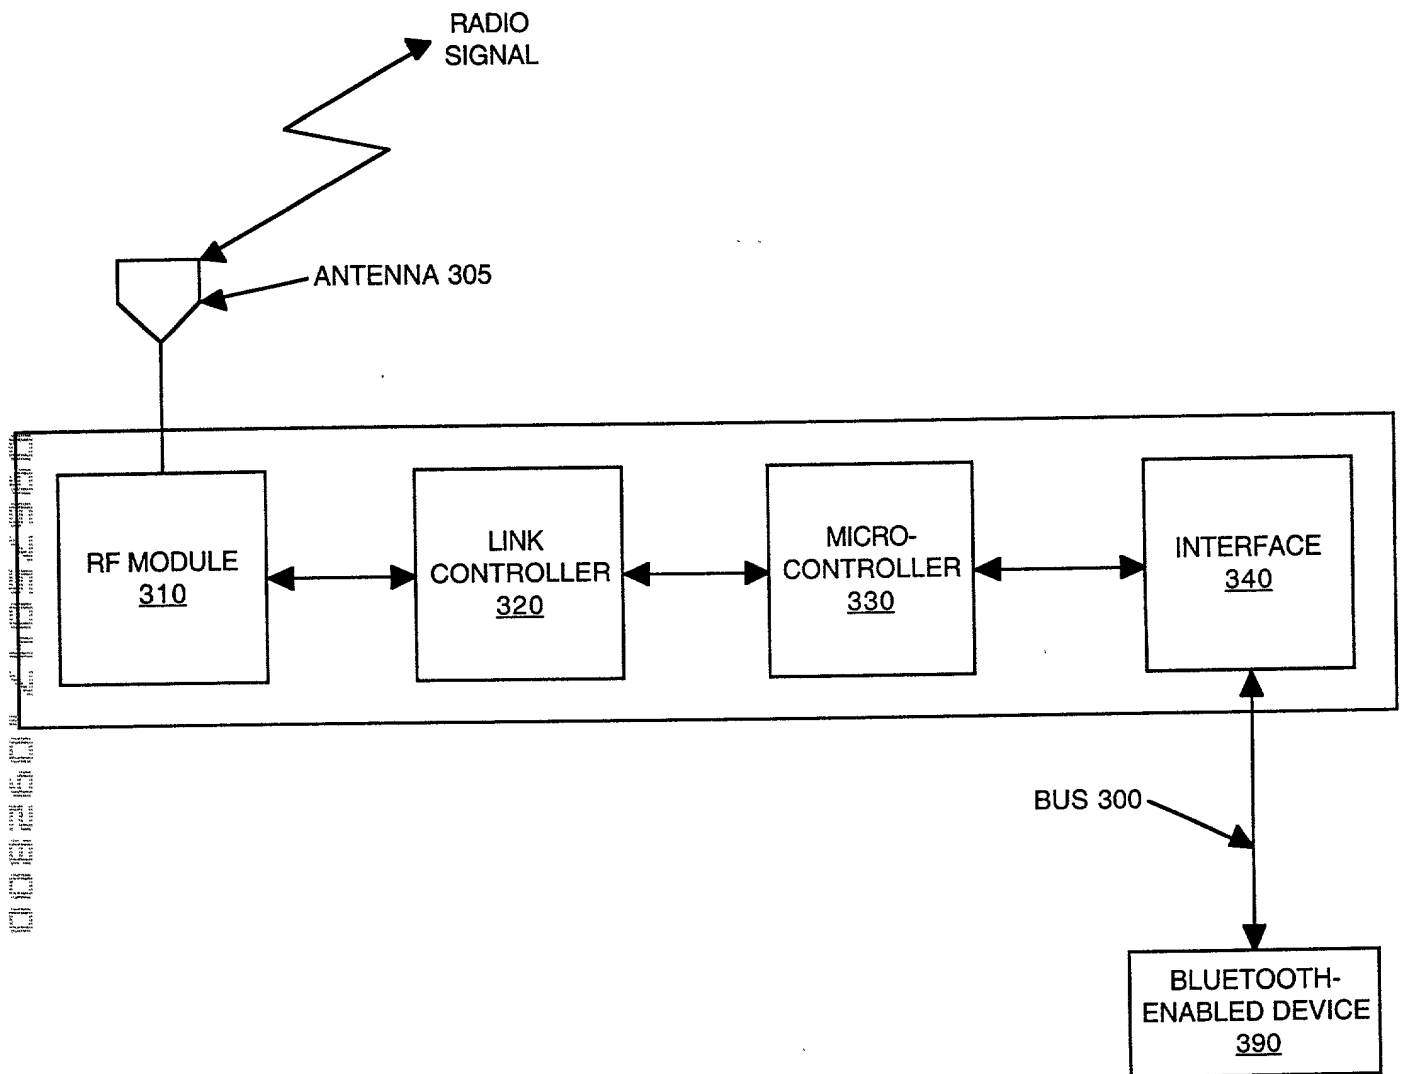 RADIO
SIGNAL
ANTENNA 305
RF MODULE
310
LINK
CONTROLLER
320
MICRO-
CONTROLLER
330
INTERFACE
340
BUS 300
BLUETOOTH-
ENABLED DEVICE
390